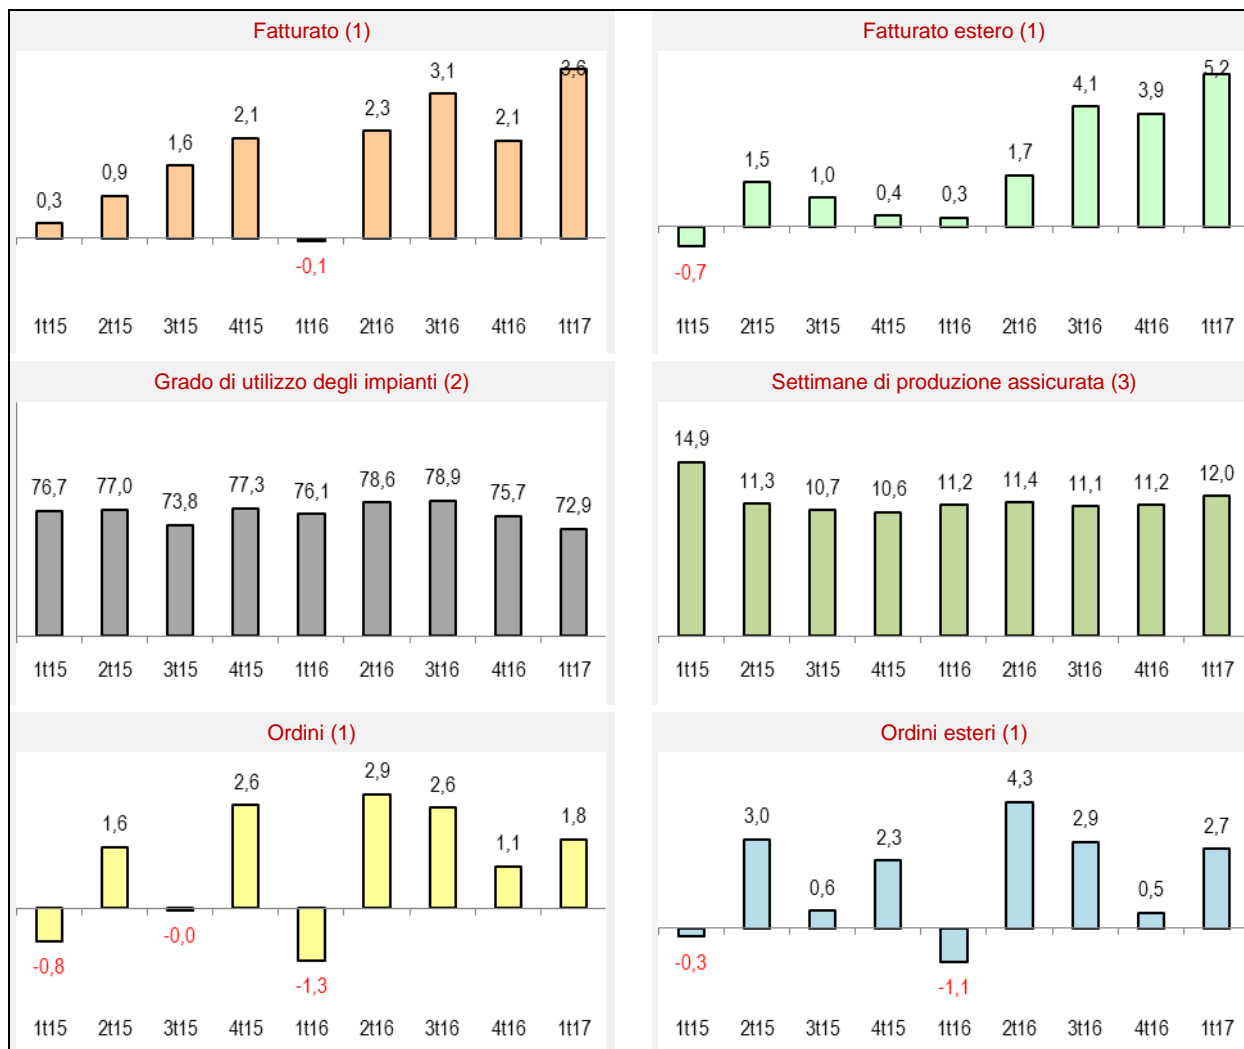 Fatturato (1)
0,3 0,9 1,6 2,1 -0,1 2,3 3,1 2,1 3,6
1t15 2t15 3t15 4t15 1t16 2t16 3t16 4t16 1t17
Fatturato estero (1)
-0,7 1,5 1,0 0,4 0,3 1,7 4,1 3,9 5,2
1t15 2t15 3t15 4t15 1t16 2t16 3t16 4t16 1t17
Grado di utilizzo degli impianti (2)
76,7 77,0 73,8 77,3 76,1 78,6 78,9 75,7 72,9
1t15 2t15 3t15 4t15 1t16 2t16 3t16 4t16 1t17
Settimane di produzione assicurata (3)
14,9 11,3 10,7 10,6 11,2 11,4 11,1 11,2 12,0
1t15 2t15 3t15 4t15 1t16 2t16 3t16 4t16 1t17
Ordini (1)
-0,8 1,6 -0,0 2,6 -1,3 2,9 2,6 1,1 1,8
1t15 2t15 3t15 4t15 1t16 2t16 3t16 4t16 1t17
Ordini esteri (1)
-0,3 3,0 0,6 2,3 -1,1 4,3 2,9 0,5 2,7
1t15 2t15 3t15 4t15 1t16 2t16 3t16 4t16 1t17